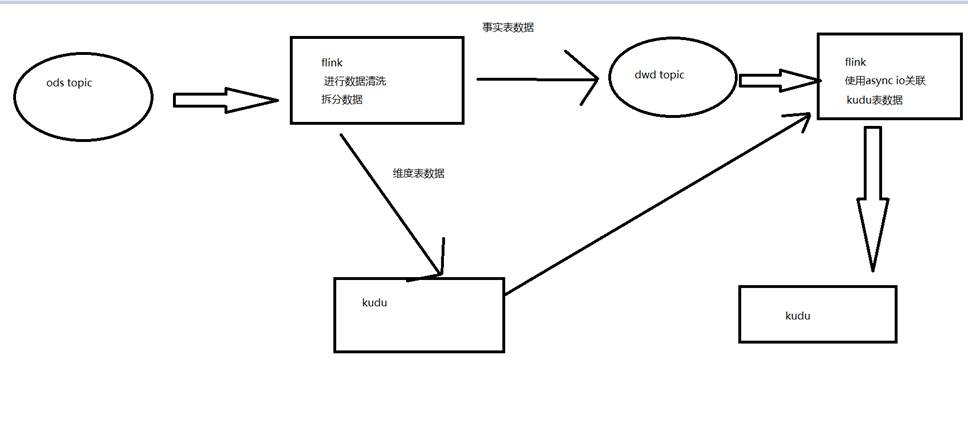 ods topic
flink
进行数据清洗
拆分数据
事实表数据
dwd topic
flink
使用async io关联
kudu表数据
维度表数据
kudu
kudu